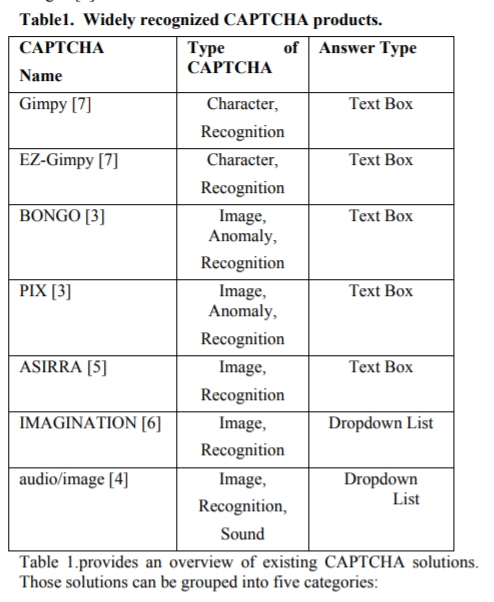 Table1. Widely recognized CAPTCHA products.
CAPTCHA Name | Type of CAPTCHA | Answer Type
Gimpy [7] | Character, Recognition | Text Box
EZ-Gimpy [7] | Character, Recognition | Text Box
BONGO [3] | Image, Anomaly, Recognition | Text Box
PIX [3] | Image, Anomaly, Recognition | Text Box
ASIRRA [5] | Image, Recognition | Text Box
IMAGINATION [6] | Image, Recognition | Dropdown List
audio/image [4] | Image, Recognition, Sound | Dropdown List
Table 1.provides an overview of existing CAPTCHA solutions.
Those solutions can be grouped into five categories: